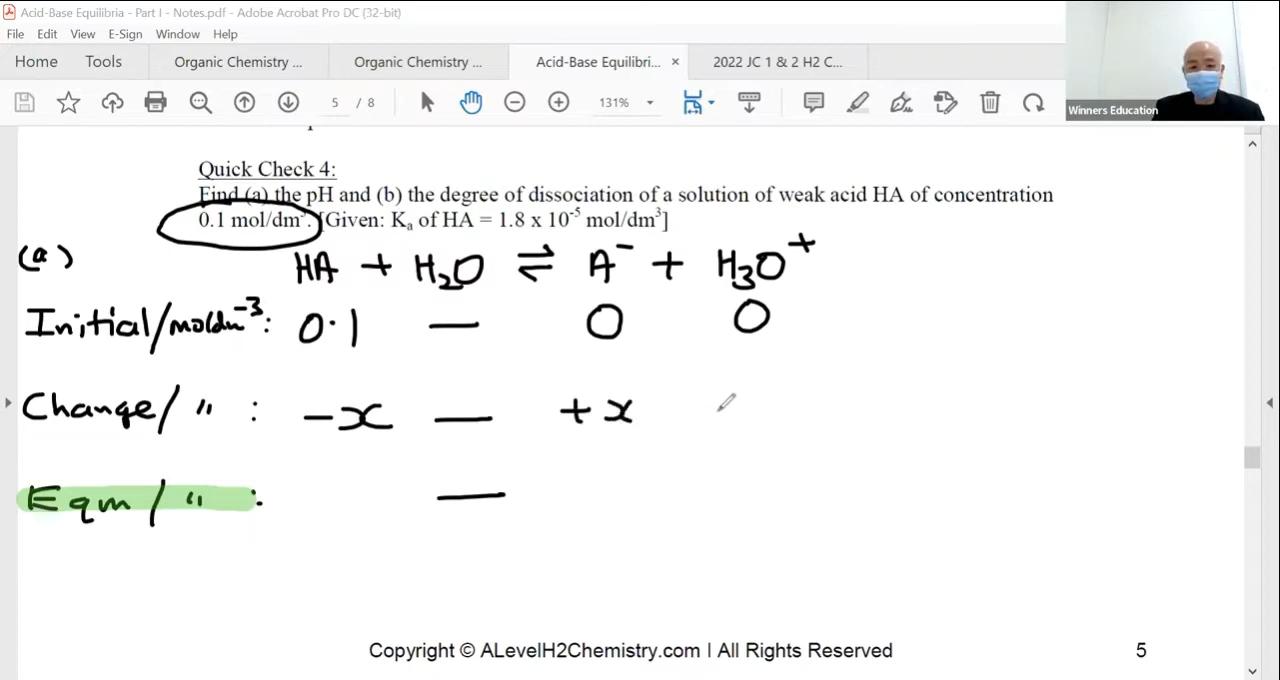 Acid-Base Equilibria - Part I - Notes.pdf - Adobe Acrobat Pro DC (32-bit)
File Edit View E-Sign Window Help
Home Tools Organic Chemistry ... Organic Chemistry ... Acid-Base Equilibri... × 2022 JC 1 & 2 H2 C...
5 / 8 131%
Winners Education
Quick Check 4:
Find (a) the pH and (b) the degree of dissociation of a solution of weak acid HA of concentration
0.1 mol/dm³. [Given: Kₐ of HA = 1.8 x 10⁻⁵ mol/dm³]
(a) HA + H₂O ⇌ A⁻ + H₃O⁺
Initial/moldm⁻³: 0.1 — 0 0
Change/ " : -x — +x
Eqm/ " : —
Copyright © ALevelH2Chemistry.com I All Rights Reserved 5